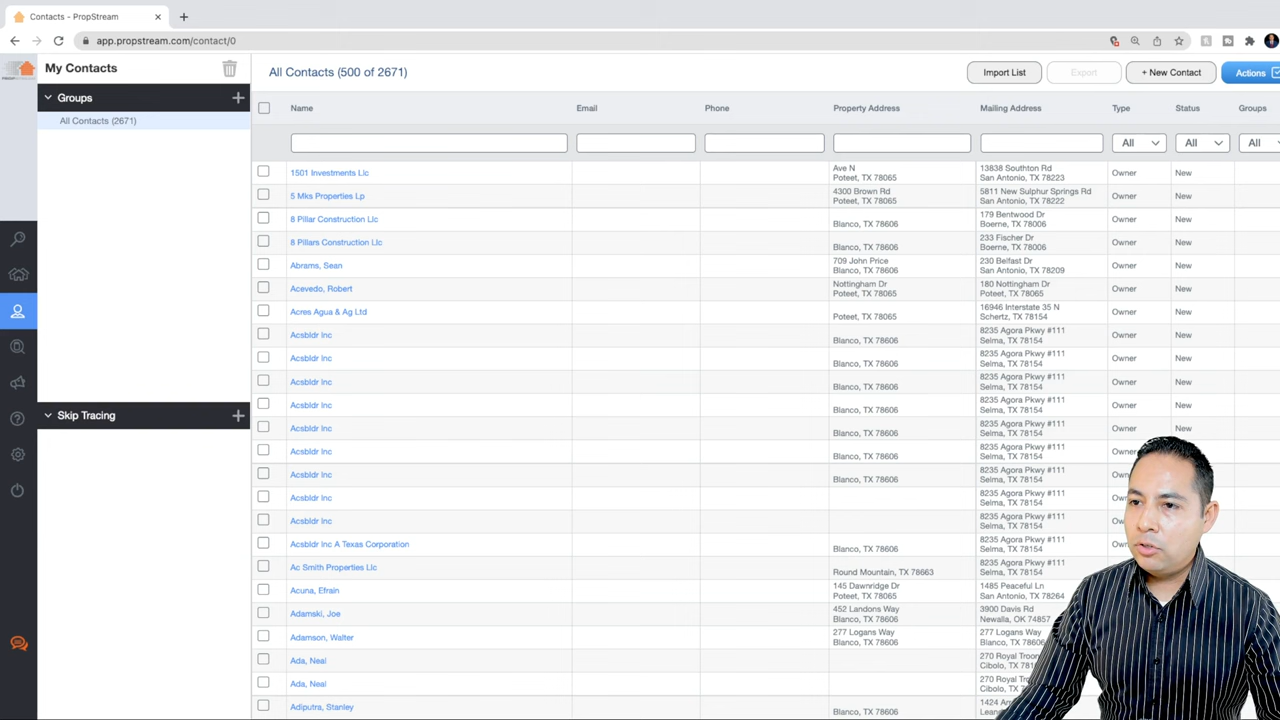 Contacts - PropStream
app.propstream.com/contact/0
My Contacts
Groups
All Contacts (2671)
Skip Tracing
All Contacts (500 of 2671)
Import List
Export
+ New Contact
Actions
Name Email Phone Property Address Mailing Address Type Status Groups
All All All
1501 Investments Llc Ave N 13838 Southton Rd Owner New
Poteet, TX 78065 San Antonio, TX 78223
5 Mks Properties Lp 4300 Brown Rd 5811 New Sulphur Springs Rd Owner New
Poteet, TX 78065 San Antonio, TX 78222
8 Pillar Construction Llc 179 Bentwood Dr Owner New
Blanco, TX 78606 Boerne, TX 78006
8 Pillars Construction Llc 233 Fischer Dr Owner New
Blanco, TX 78606 Boerne, TX 78006
Abrams, Sean 709 John Price 230 Belfast Dr Owner New
Blanco, TX 78606 San Antonio, TX 78209
Acevedo, Robert Nottingham Dr 180 Nottingham Dr Owner New
Poteet, TX 78065 Poteet, TX 78065
Acres Agua & Ag Ltd 16946 Interstate 35 N Owner New
Poteet, TX 78065 Schertz, TX 78154
Acsbldr Inc 8235 Agora Pkwy #111 Owner New
Blanco, TX 78606 Selma, TX 78154
Acsbldr Inc 8235 Agora Pkwy #111 Owner New
Blanco, TX 78606 Selma, TX 78154
Acsbldr Inc 8235 Agora Pkwy #111 Owner New
Blanco, TX 78606 Selma, TX 78154
Acsbldr Inc 8235 Agora Pkwy #111 Owner New
Blanco, TX 78606 Selma, TX 78154
Acsbldr Inc 8235 Agora Pkwy #111 Owner New
Blanco, TX 78606 Selma, TX 78154
Acsbldr Inc 8235 Agora Pkwy #111
Blanco, TX 78606 Selma, TX 78154
Acsbldr Inc 8235 Agora Pkwy #111
Blanco, TX 78606 Selma, TX 78154
Acsbldr Inc 8235 Agora Pkwy #111
Selma, TX 78154
Acsbldr Inc 8235 Agora Pkwy #111
Selma, TX 78154
Acsbldr Inc A Texas Corporation 8235 Agora Pkwy #111
Blanco, TX 78606 Selma, TX 78154
Ac Smith Properties Llc 8235 Agora Pkwy #111
Round Mountain, TX 78663 Selma, TX 78154
Acuna, Efrain 145 Dawnridge Dr 1485 Peaceful Ln
Poteet, TX 78065 San Antonio, TX 78264
Adamski, Joe 452 Landons Way 3900 Davis Rd
Blanco, TX 78606 Newalla, OK 74857
Adamson, Walter 277 Logans Way 277 Logans Way
Blanco, TX 78606 Blanco, TX 78606
Ada, Neal 270 Royal
Cibolo, TX
Ada, Neal 270 Royal
Cibolo, TX
Adiputra, Stanley 1424
Blanco, TX 78606